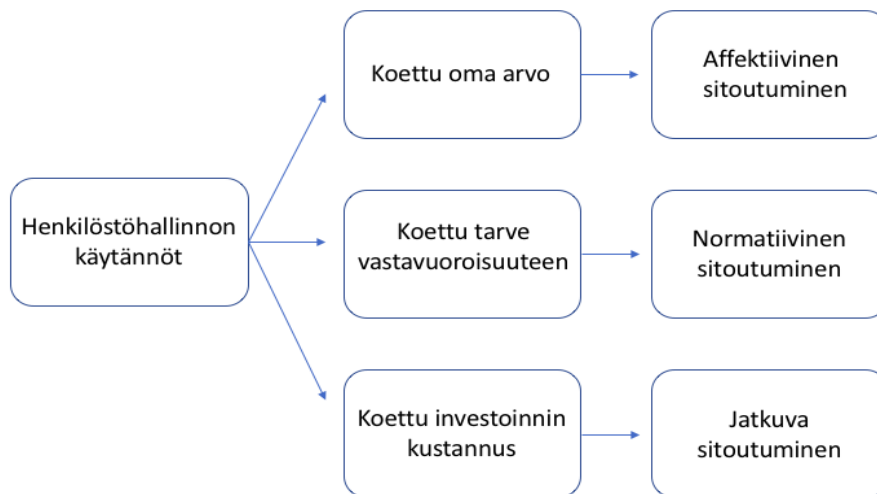 Koettu oma arvo
Affektiivinen
sitoutuminen
Henkilöstöhallinnon
käytännöt
Koettu tarve
vastavuoroisuuteen
Normatiivinen
sitoutuminen
Koettu investoinnin
kustannus
Jatkuva
sitoutuminen